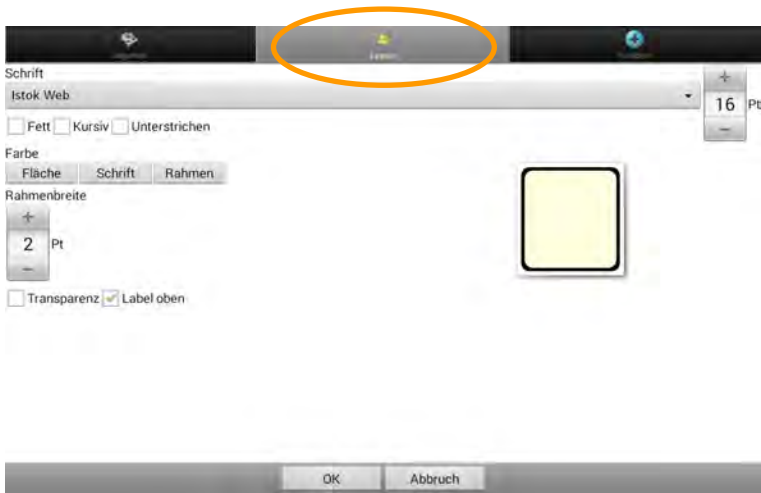 Schrift
Istok Web
16 Pt
Fett Kursiv Unterstrichen
Farbe
Fläche Schrift Rahmen
Rahmenbreite
2 Pt
Transparenz Label oben
OK Abbruch